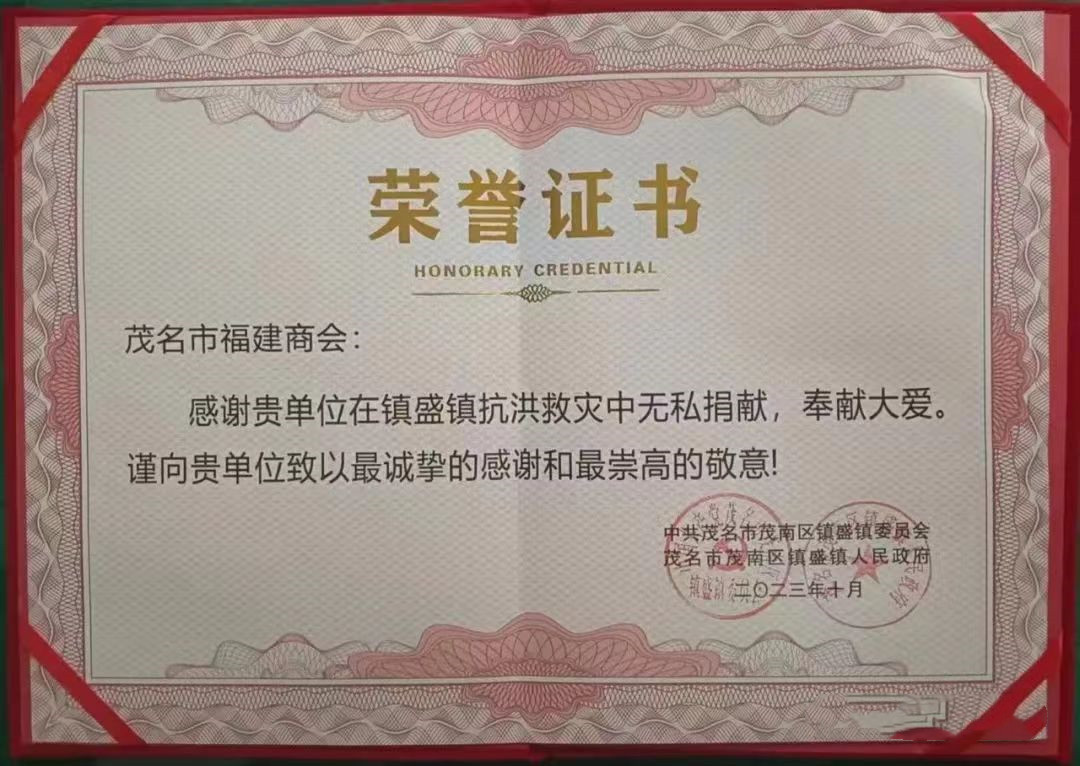 荣誉证书
HONORARY CREDENTIAL
茂名市福建商会：
感谢贵单位在镇盛镇抗洪救灾中无私捐献，奉献大爱。
谨向贵单位致以最诚挚的感谢和最崇高的敬意!
中共茂名市茂南区镇盛镇委员会
茂名市茂南区镇盛镇人民政府
二〇二三年十月